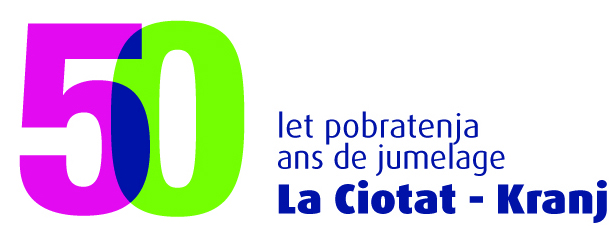 50
let pobratenja
ans de jumelage
La Ciotat - Kranj